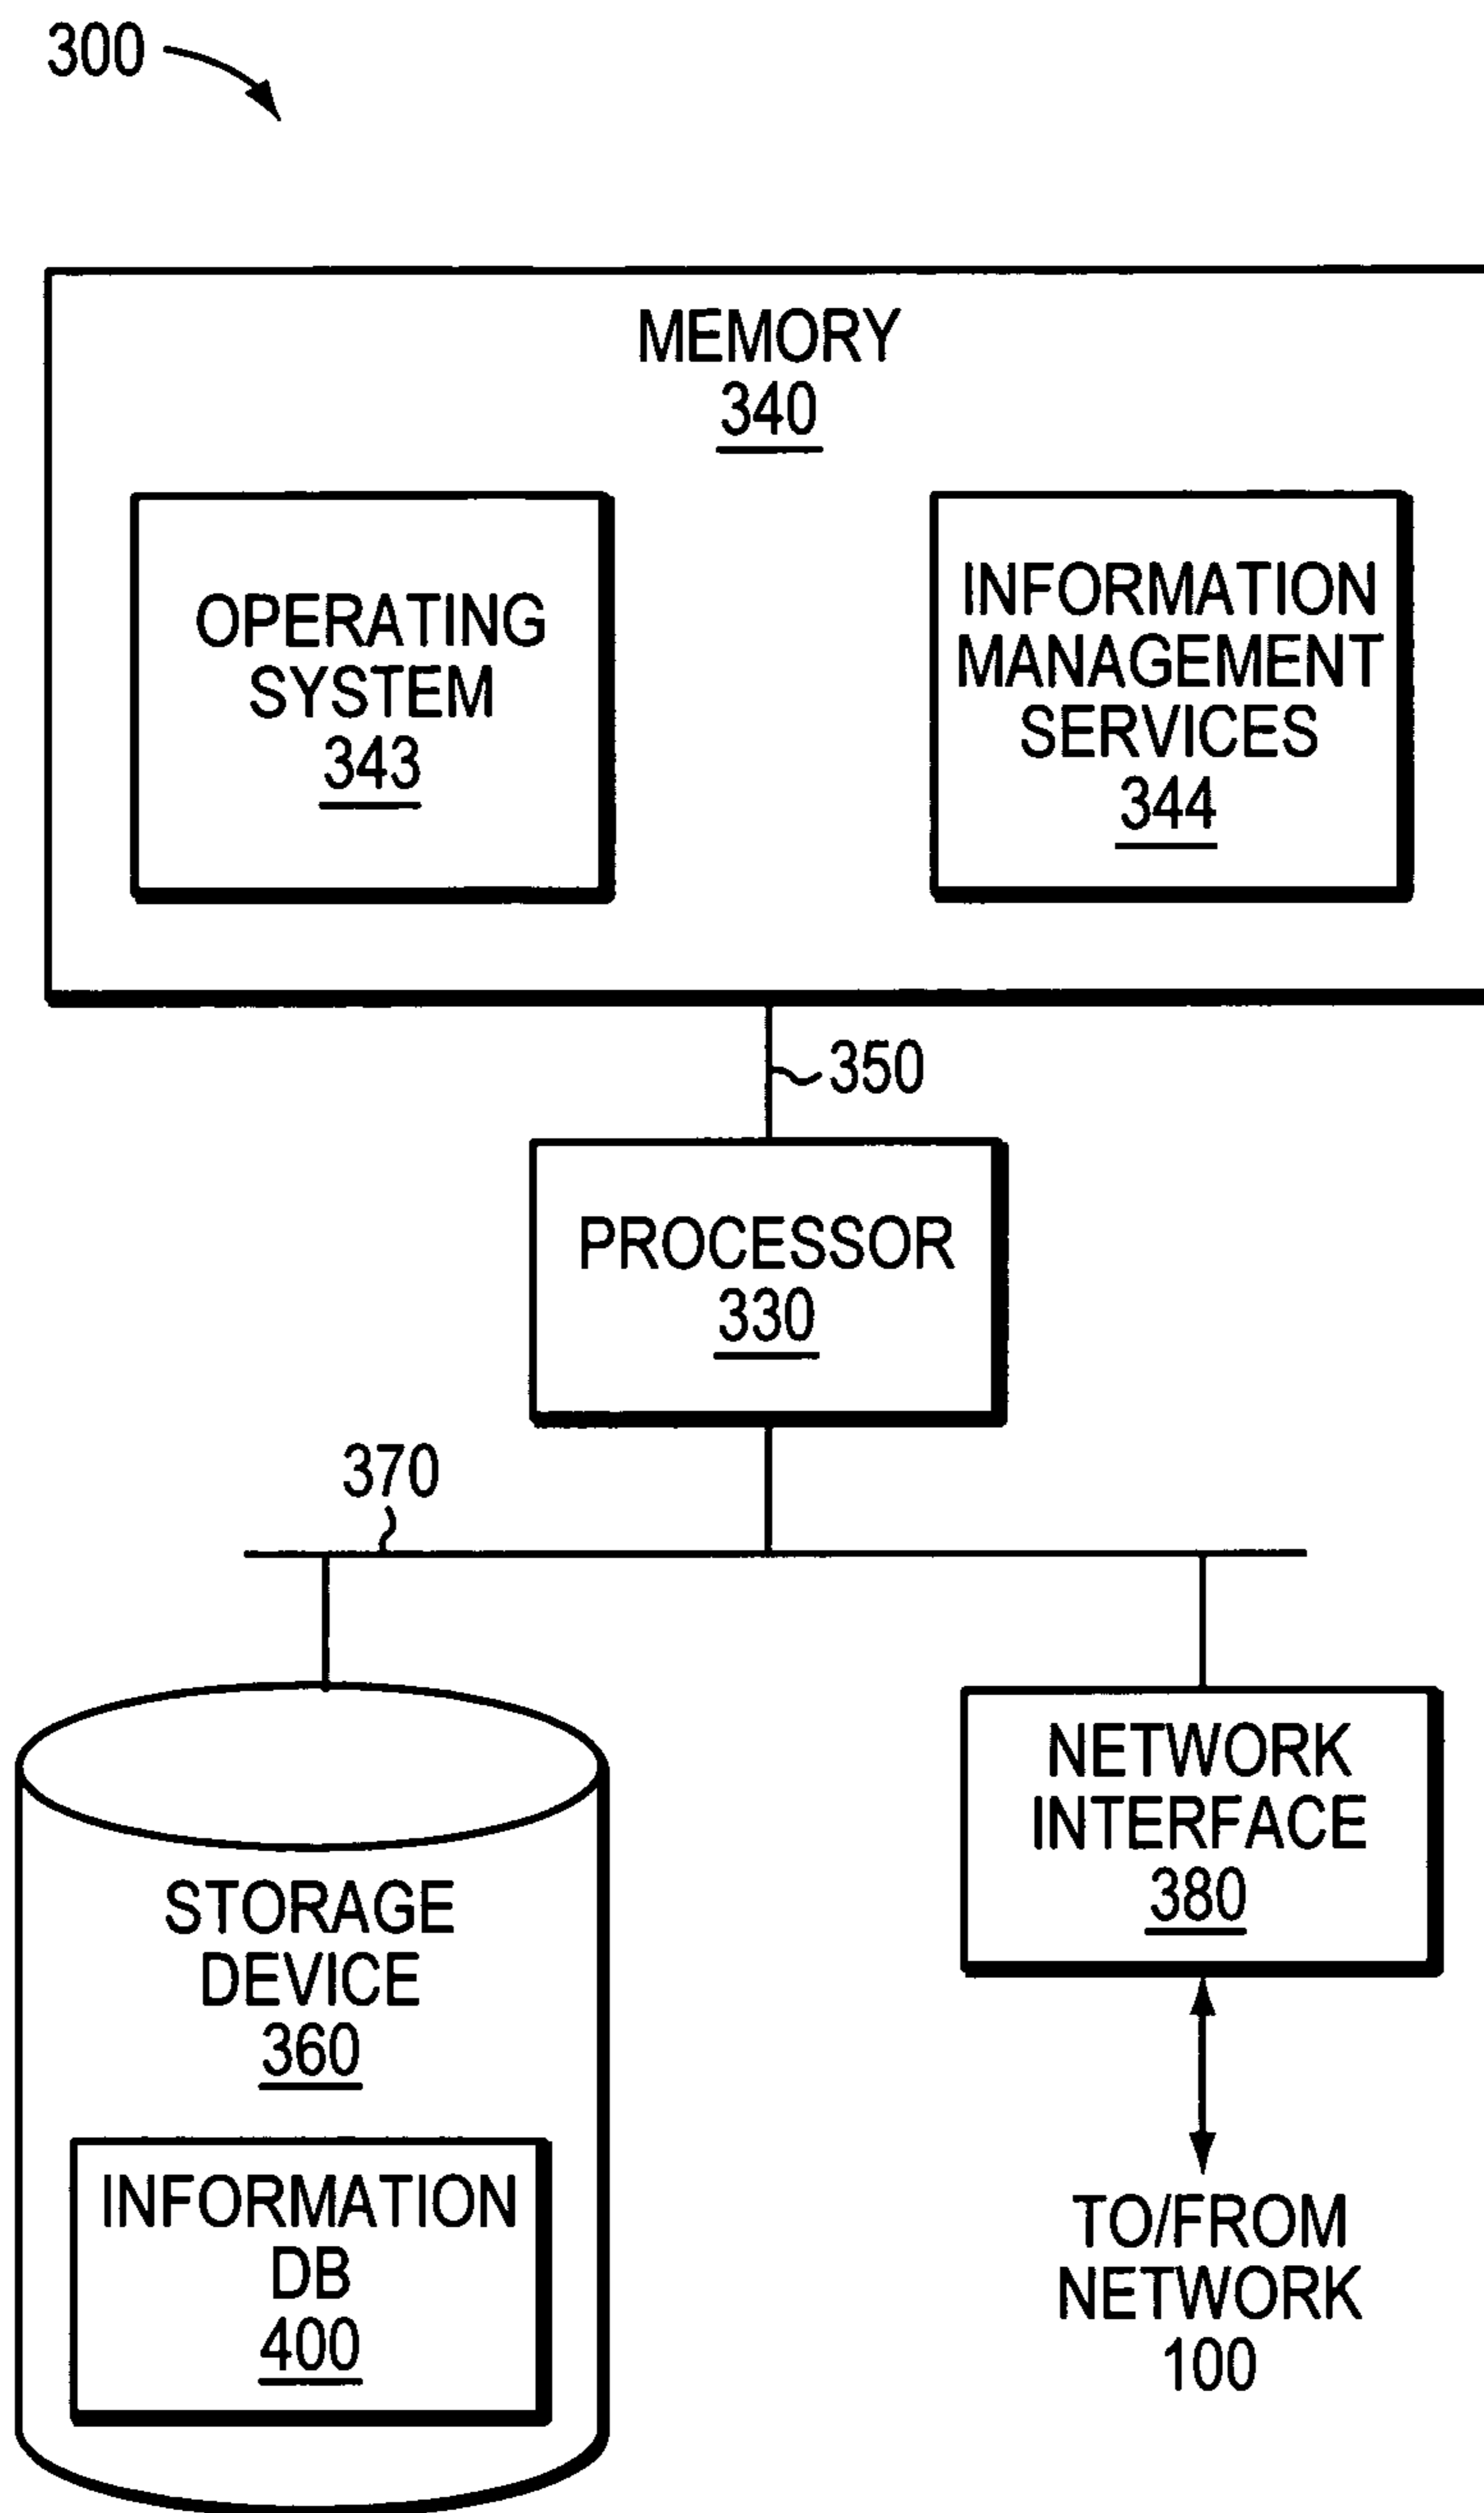 300
MEMORY
340
OPERATING
SYSTEM
343
INFORMATION
MANAGEMENT
SERVICES
344
350
PROCESSOR
330
370
STORAGE
DEVICE
360
INFORMATION
DB
400
NETWORK
INTERFACE
380
TO/FROM
NETWORK
100